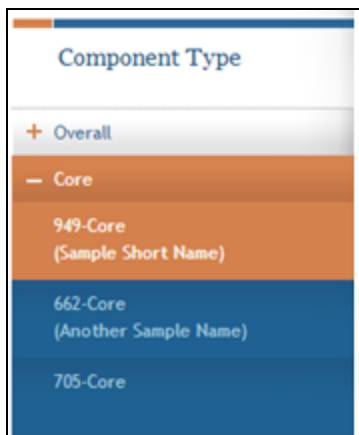 Component Type
+ Overall
– Core
949-Core
(Sample Short Name)
662-Core
(Another Sample Name)
705-Core